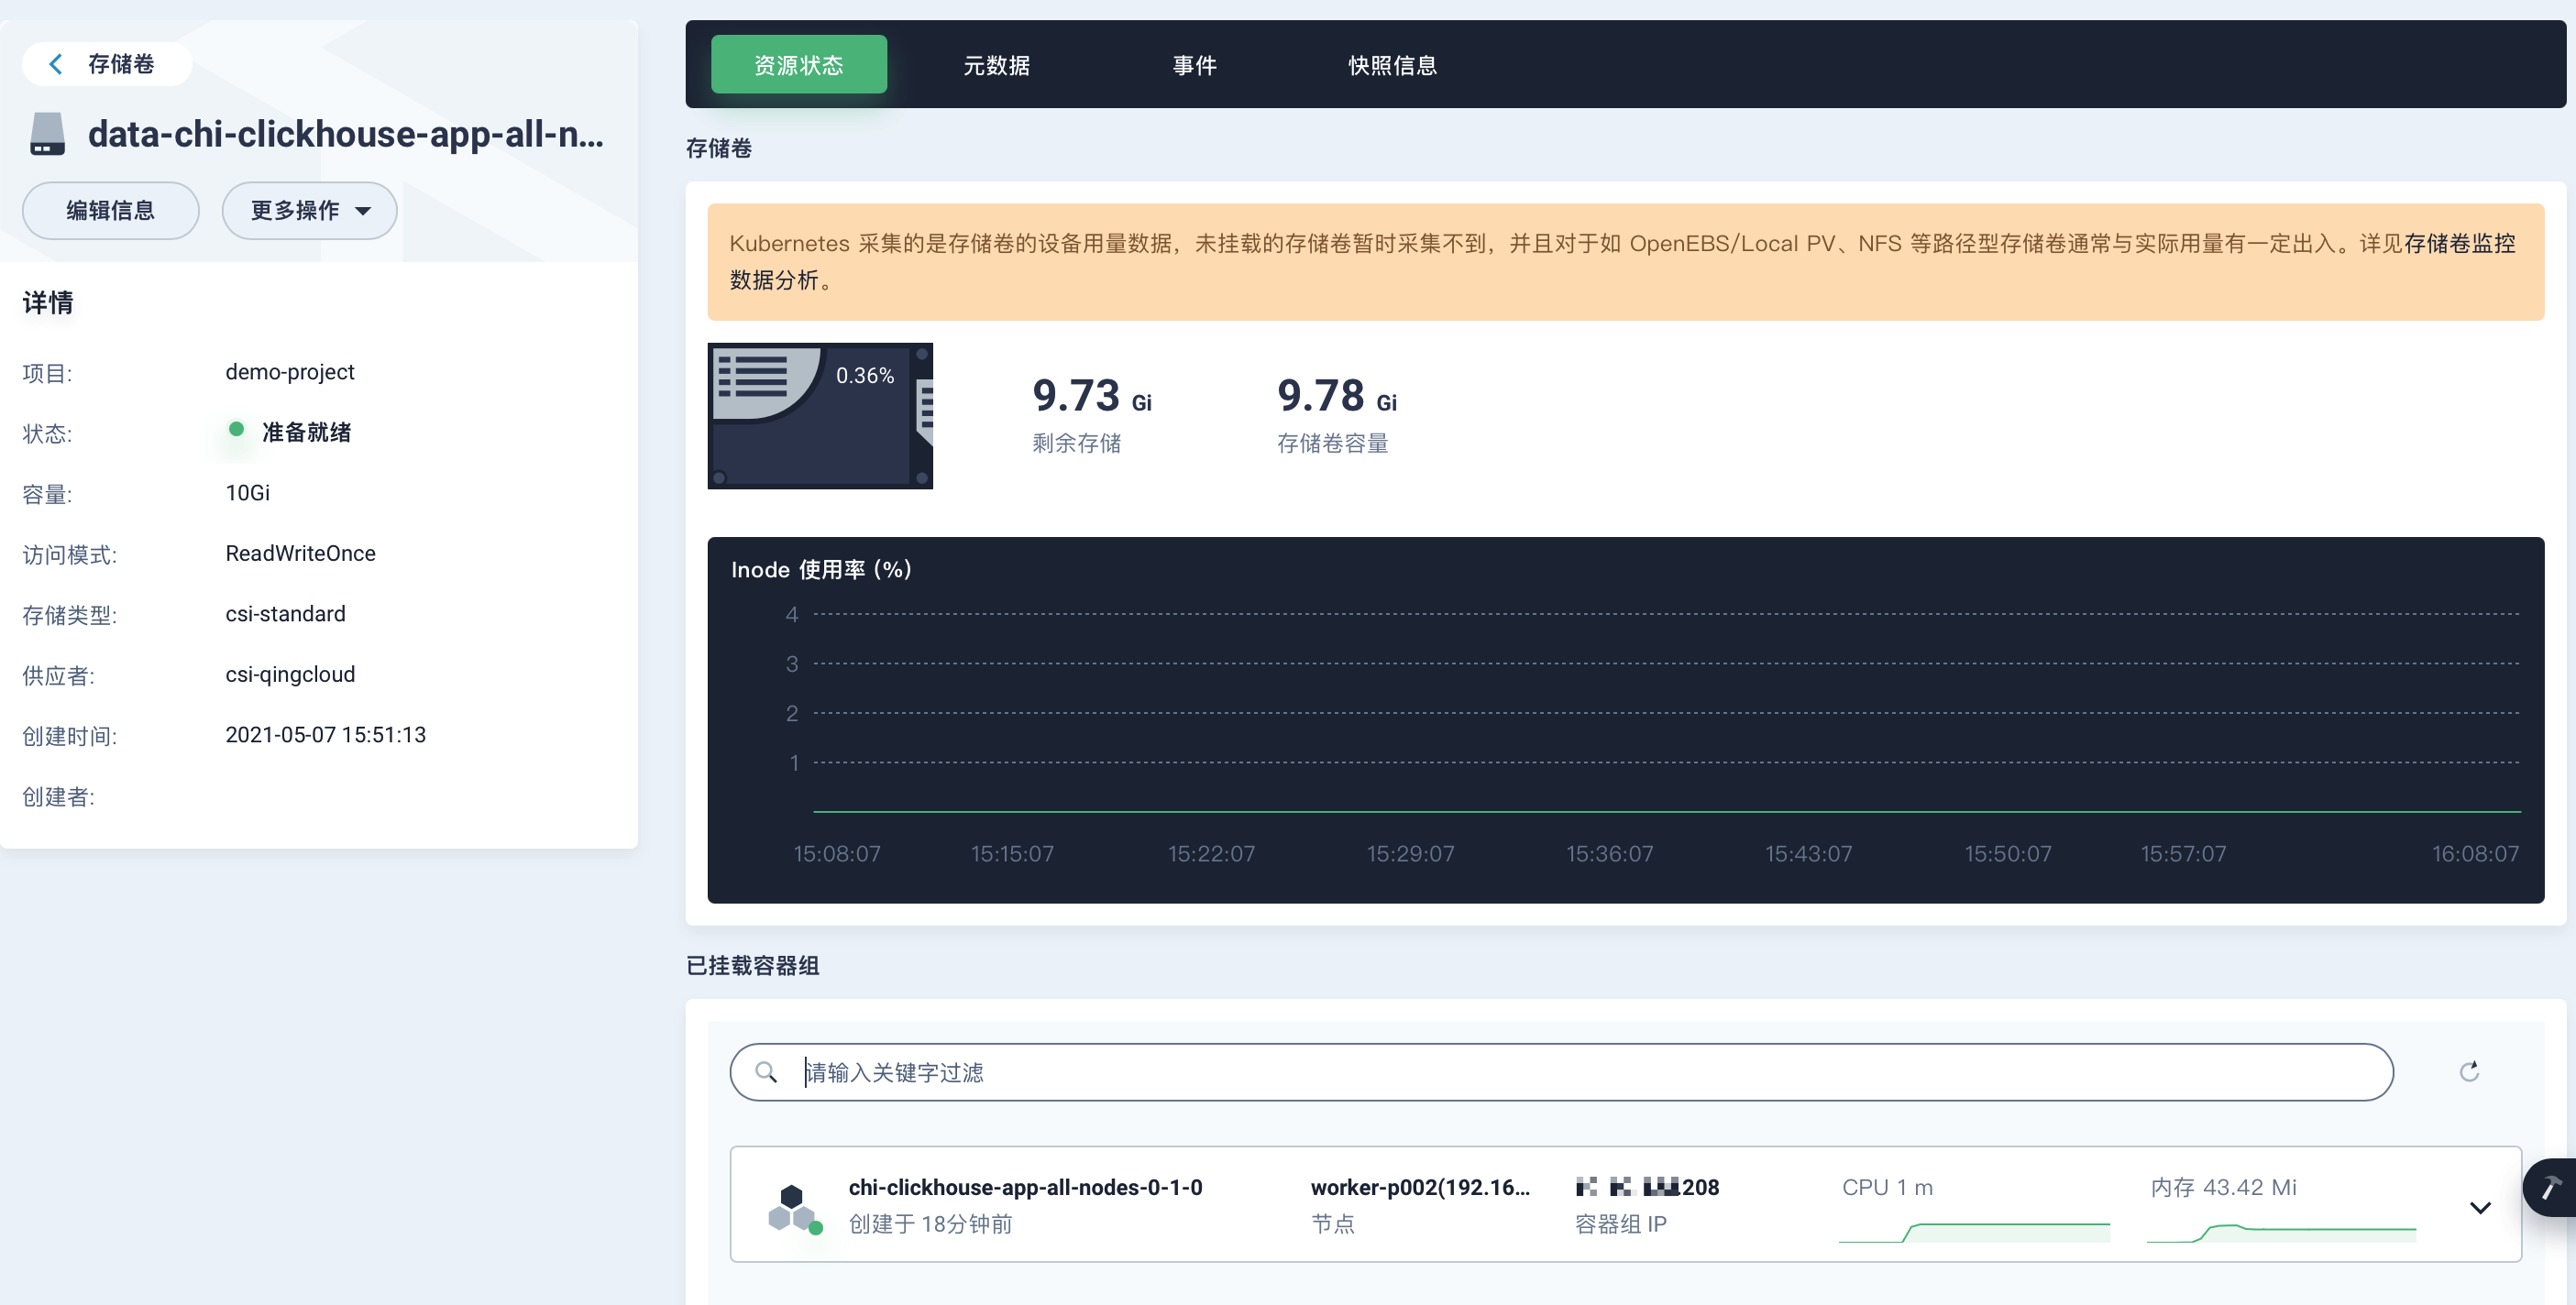 存储卷
data-chi-clickhouse-app-all-n...
编辑信息
更多操作
详情
项目: demo-project
状态: 准备就绪
容量: 10Gi
访问模式: ReadWriteOnce
存储类型: csi-standard
供应者: csi-qingcloud
创建时间: 2021-05-07 15:51:13
创建者:
资源状态 元数据 事件 快照信息
存储卷
Kubernetes 采集的是存储卷的设备用量数据，未挂载的存储卷暂时采集不到，并且对于如 OpenEBS/Local PV、NFS 等路径型存储卷通常与实际用量有一定出入。详见存储卷监控
数据分析。
0.36%
9.73 Gi
剩余存储
9.78 Gi
存储卷容量
Inode 使用率 (%)
4
3
2
1
15:08:07 15:15:07 15:22:07 15:29:07 15:36:07 15:43:07 15:50:07 15:57:07 16:08:07
已挂载容器组
请输入关键字过滤
chi-clickhouse-app-all-nodes-0-1-0
创建于 18分钟前
worker-p002(192.16...
节点
.208
容器组 IP
CPU 1 m
内存 43.42 Mi